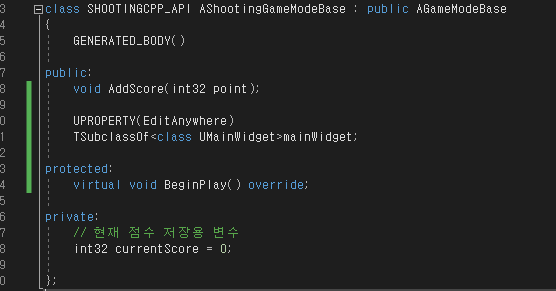 3 class SHOOTINGCPP_API AShootingGameModeBase : public AGameModeBase
4 {
5 GENERATED_BODY()
6
7 public:
8 void AddScore(int32 point);
9
0 UPROPERTY(EditAnywhere)
1 TSubclassOf<class UMainWidget>mainWidget;
2
3 protected:
4 virtual void BeginPlay() override;
5
6 private:
7 // 현재 점수 저장용 변수
8 int32 currentScore = 0;
9
0 };